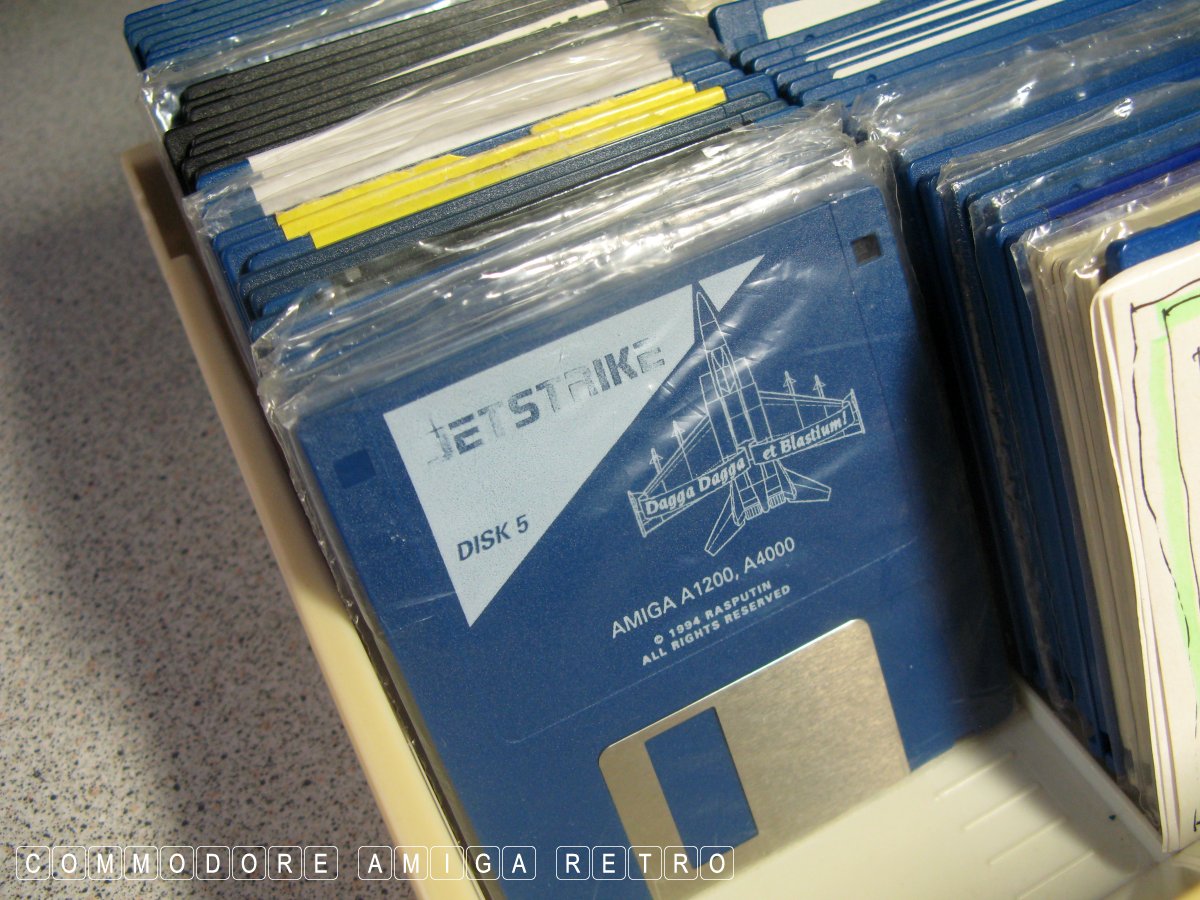 JETSTRIKE
DISK 5
Dagga Dagga et Blastium!
AMIGA A1200, A4000
© 1994 RASPUTIN
ALL RIGHTS RESERVED
COMMODORE AMIGA RETRO